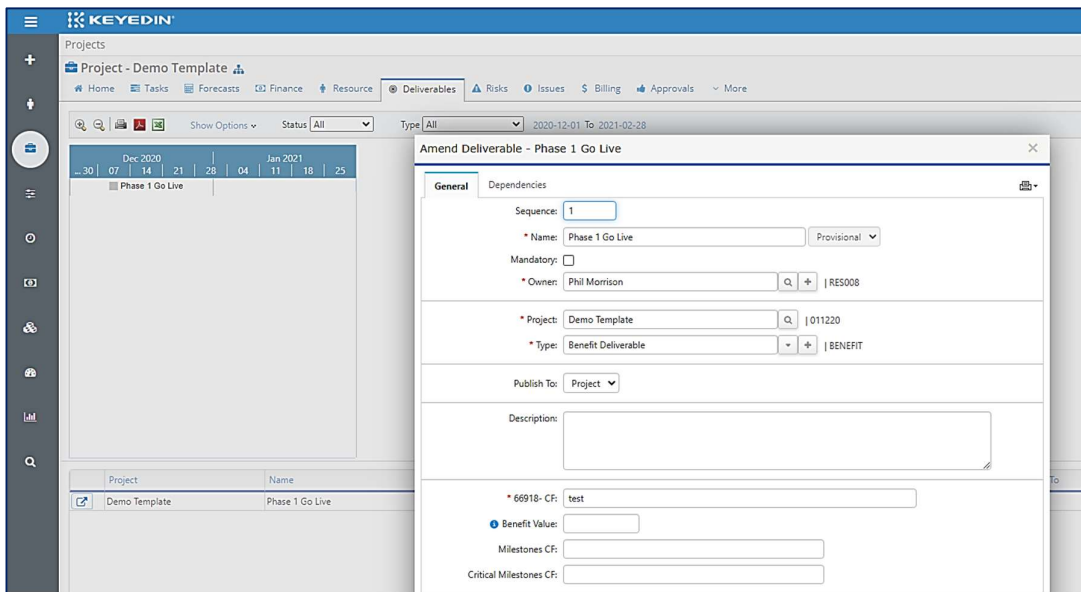 KEYEDIN
Projects
Project - Demo Template
Home Tasks Forecasts Finance Resource Deliverables Risks Issues $ Billing Approvals More
Show Options Status All Type All 2020-12-01 To 2021-02-28
Dec 2020 Jan 2021
... 30 07 14 21 28 04 11 18 25
Phase 1 Go Live
Amend Deliverable - Phase 1 Go Live
General Dependencies
Sequence: 1
* Name: Phase 1 Go Live Provisional
Mandatory:
* Owner: Phil Morrison | RES008
* Project: Demo Template | 011220
* Type: Benefit Deliverable | BENEFIT
Publish To: Project
Description:
* 66918- CF: test
Benefit Value:
Milestones CF:
Critical Milestones CF:
Project Name To
Demo Template Phase 1 Go Live